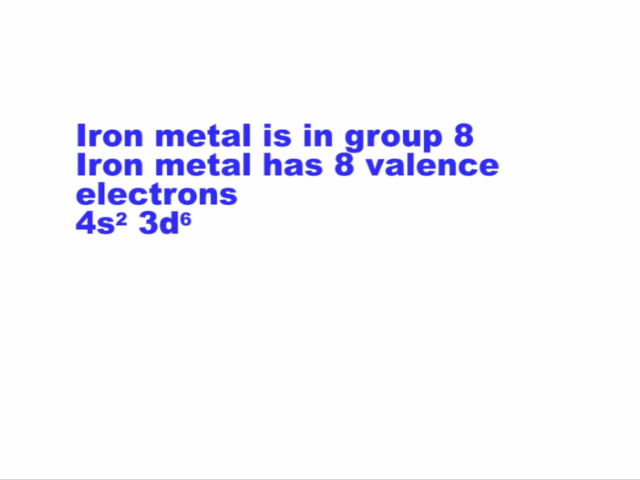 Iron metal is in group 8
Iron metal has 8 valence
electrons
4s² 3d⁶